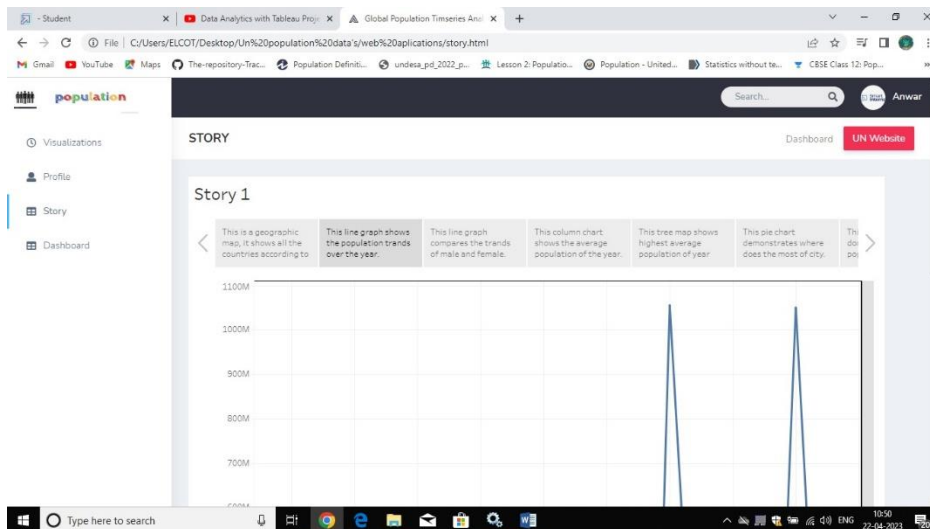 - Student
Data Analytics with Tableau Proje
Global Population Timseries Anal
File | C:/Users/ELCOT/Desktop/Un%20population%20data's/web%20aplications/story.html
Gmail
YouTube
Maps
The-repository-Trac...
Population Definiti...
undesa_pd_2022_p...
Lesson 2: Populatio...
Population - United...
Statistics without te...
CBSE Class 12: Pop...
population
Search...
Anwar
Visualizations
Profile
Story
Dashboard
STORY
Dashboard
UN Website
Story 1
This is a geographic
map, it shows all the
countries according to
This line graph shows
the population trands
over the year.
This line graph
compares the trands
of male and female.
This column chart
shows the average
population of the year.
This tree map shows
highest average
population of year
This pie chart
demonstrates where
does the most of city.
1100M
1000M
900M
800M
700M
Type here to search
ENG
10:50
22-04-2023